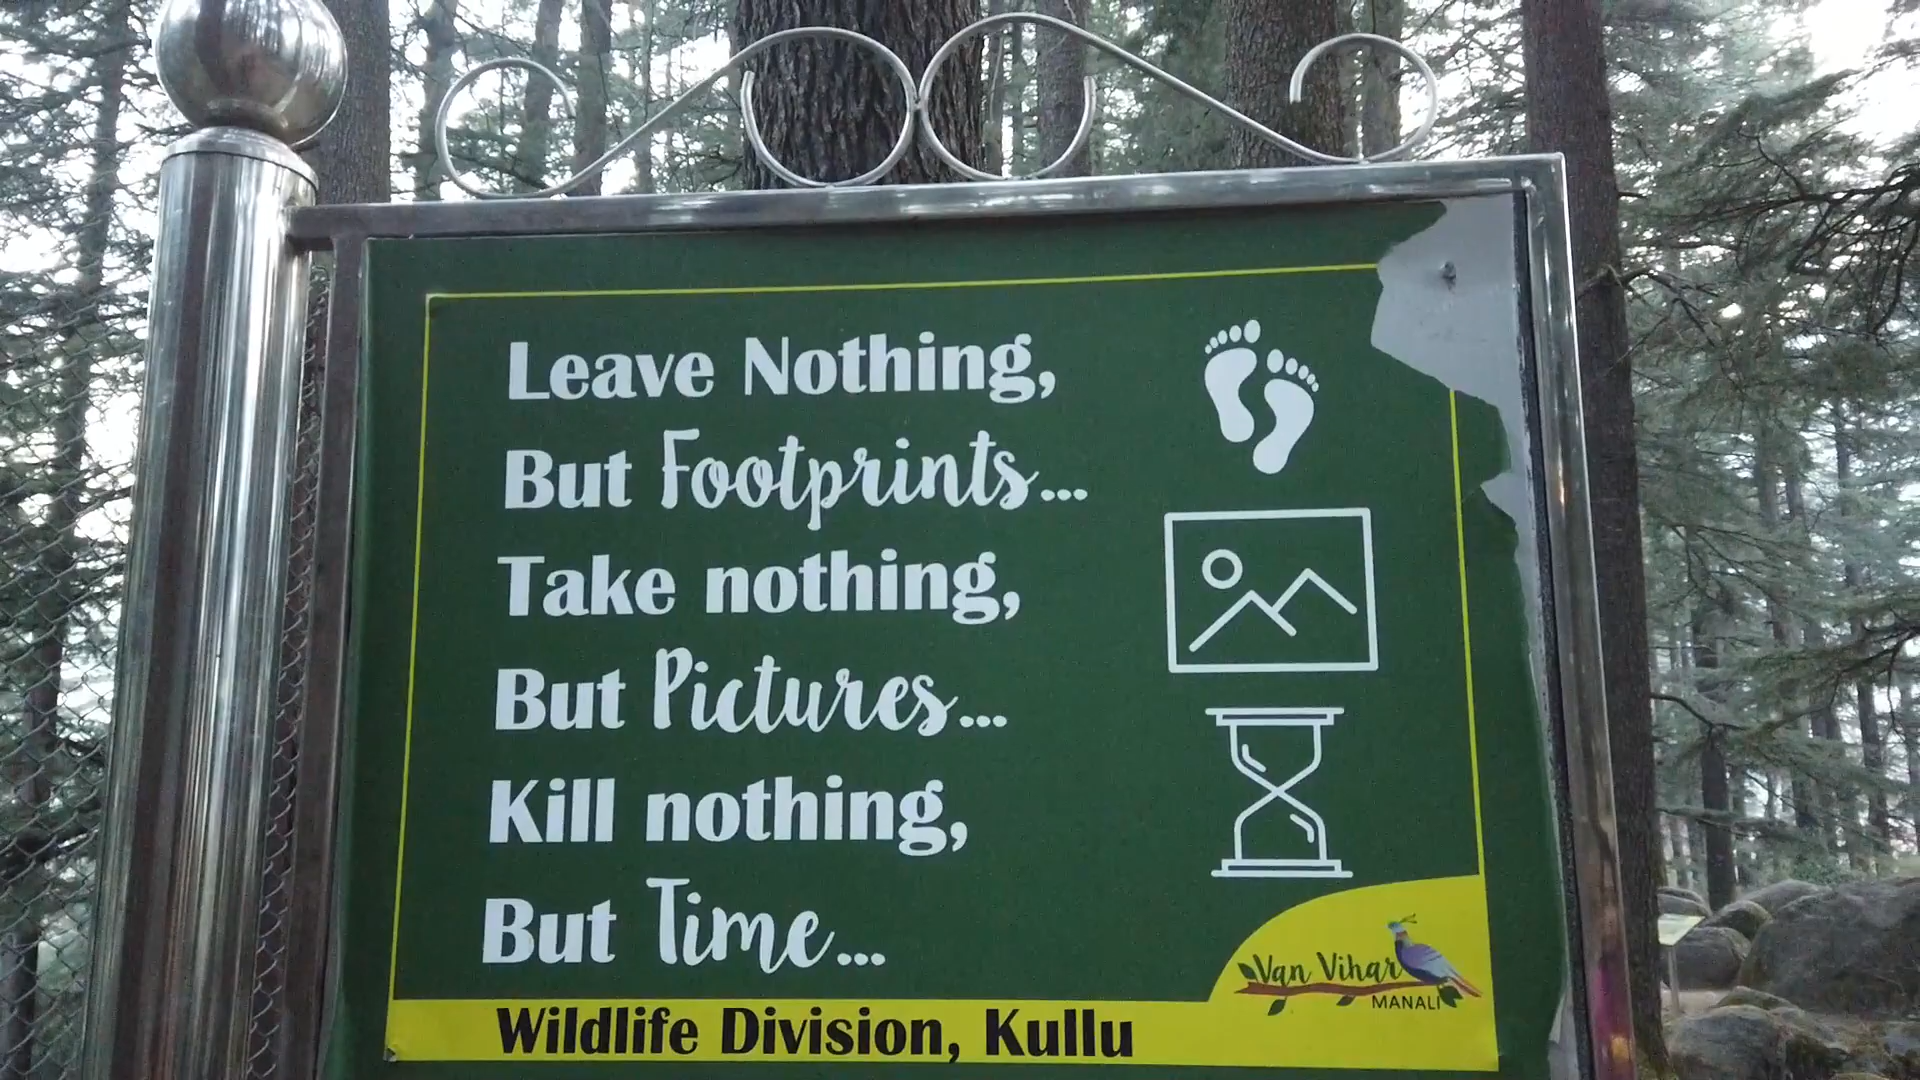 Leave Nothing,
But Footprints...
Take nothing,
But Pictures...
Kill nothing,
But Time...
Van Vihar
MANALI
Wildlife Division, Kullu